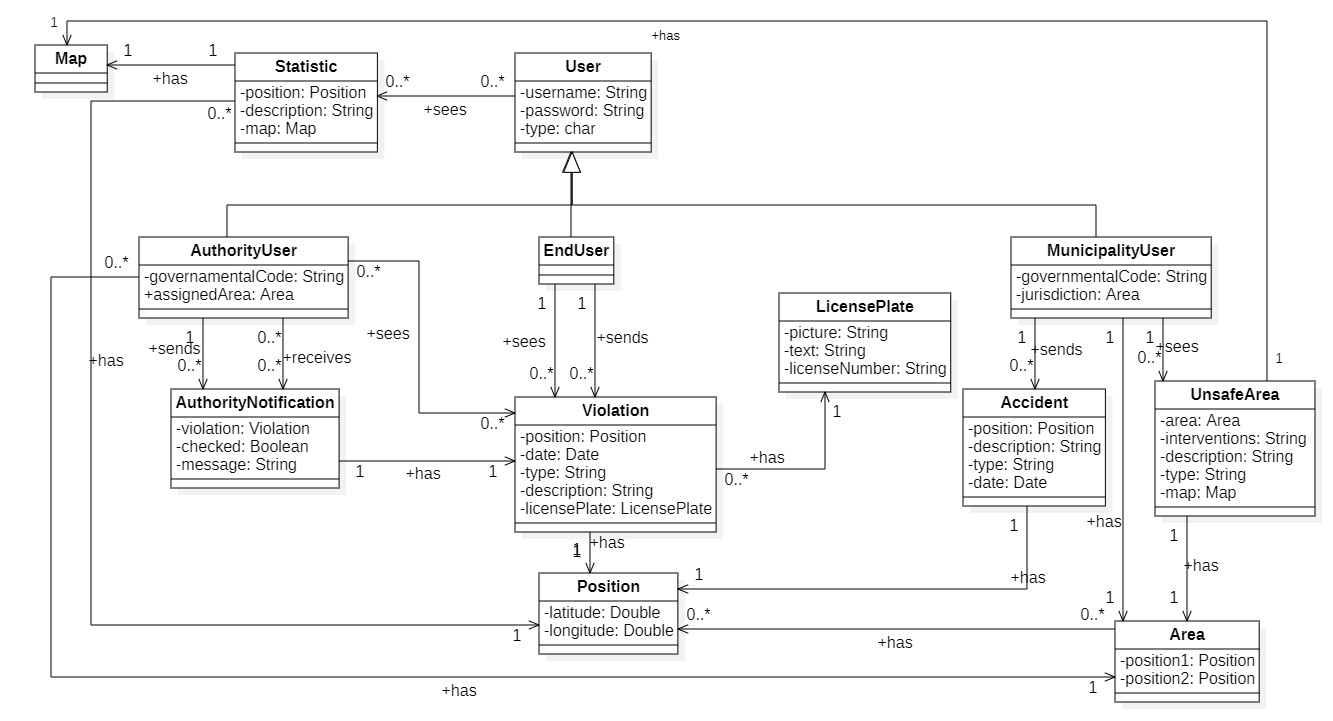 1
+has
Map
1
1
+has
Statistic
-position: Position
-description: String
-map: Map
0..*
0..*
0..*
+sees
User
-username: String
-password: String
-type: char
AuthorityUser
-governamentalCode: String
+assignedArea: Area
0..*
0..*
EndUser
MunicipalityUser
-governmentalCode: String
-jurisdiction: Area
LicensePlate
-picture: String
-text: String
-licenseNumber: String
1
+sends
0..*
0..*
+receives
0..*
+has
+sees
0..*
1
+sees
0..*
1
+sends
0..*
1
+sends
0..*
1
1
+sees
0..*
1
AuthorityNotification
-violation: Violation
-checked: Boolean
-message: String
1
+has
1
Violation
-position: Position
-date: Date
-type: String
-description: String
-licensePlate: LicensePlate
+has
0..*
1
Accident
-position: Position
-description: String
-type: String
-date: Date
UnsafeArea
-area: Area
-interventions: String
-description: String
-type: String
-map: Map
+has
1
1
+has
1
+has
1
1
+has
1
1
Position
-latitude: Double
-longitude: Double
1
0..*
+has
0..*
Area
-position1: Position
-position2: Position
+has
1